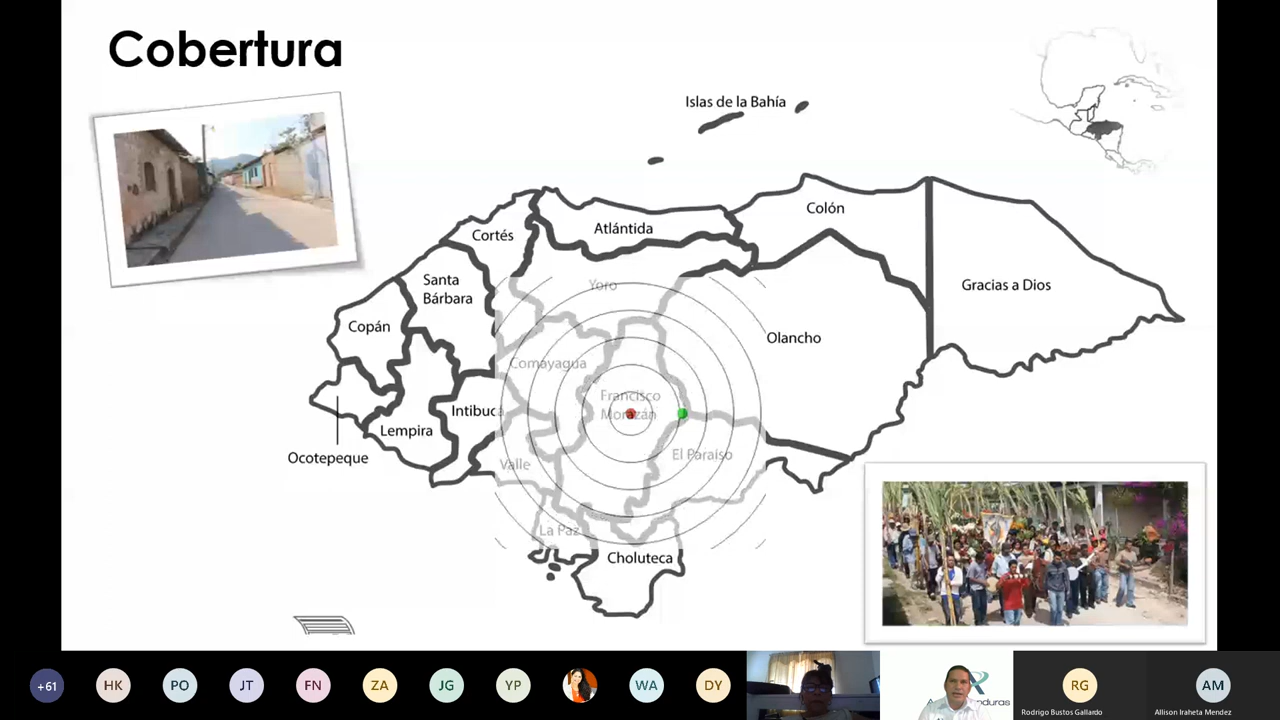 Cobertura
Islas de la Bahía
Colón
Atlántida
Cortés
Gracias a Dios
Santa
Bárbara
Yoro
Copán
Olancho
Comayagua
Francisco
Morazán
Intibucá
Lempira
El Paraíso
Ocotepeque
Valle
La Paz
Choluteca
+61
HK
PO
JT
FN
ZA
JG
YP
WA
DY
RG
AM
Rodrigo Bustos Gallardo
Allison Iraheta Mendez